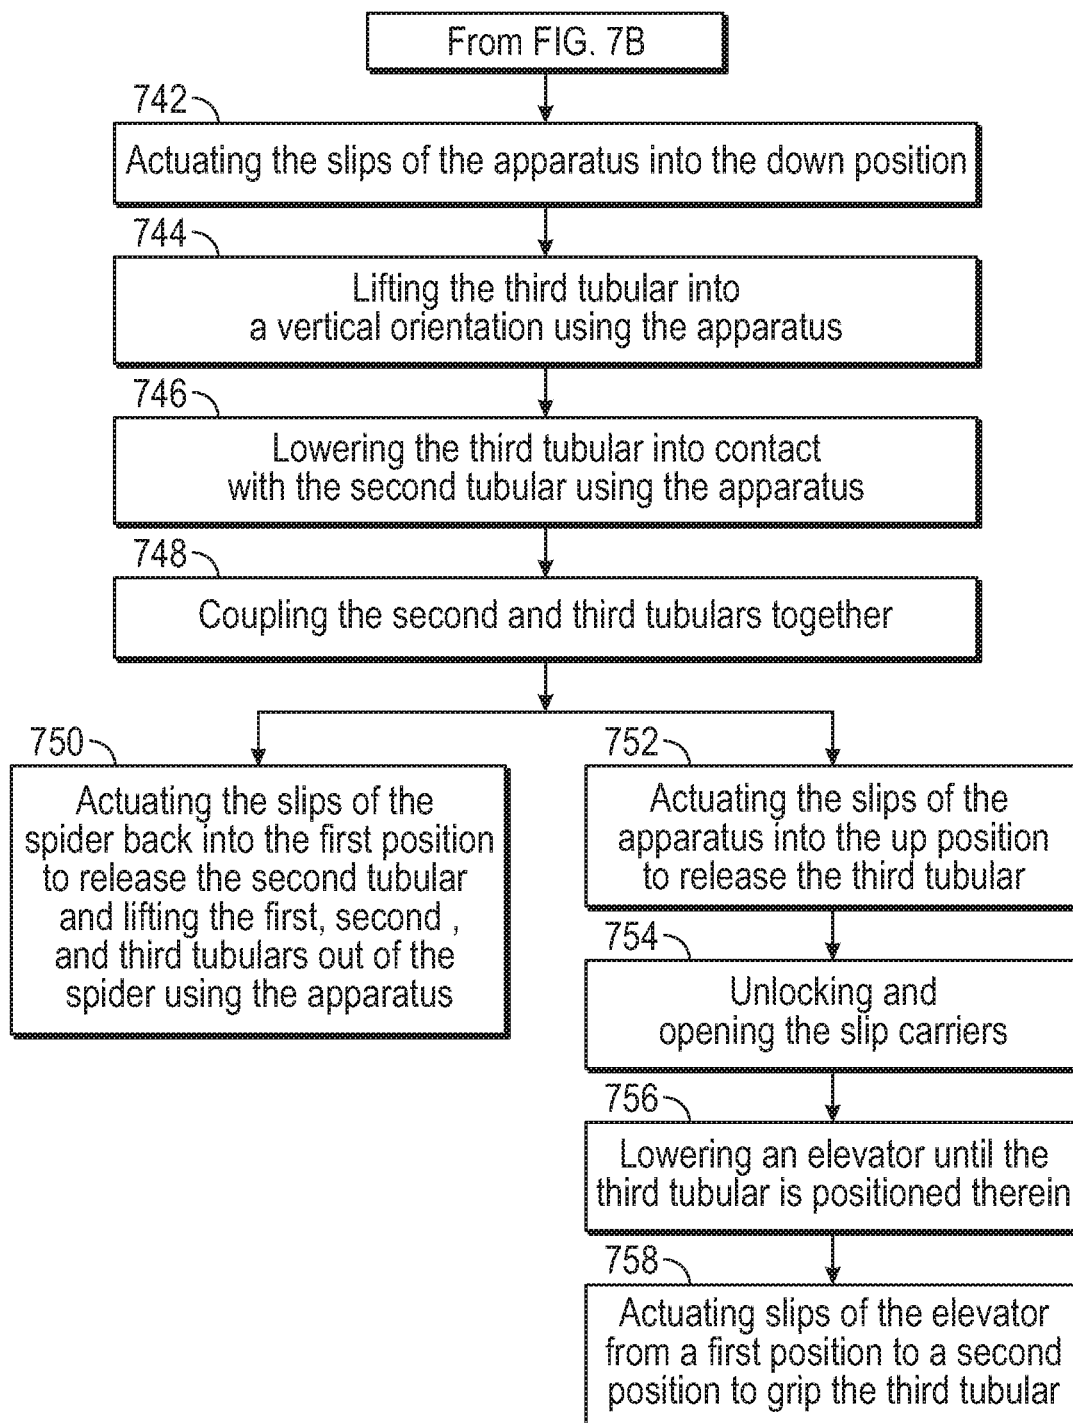 From FIG. 7B
742
Actuating the slips of the apparatus into the down position
744
Lifting the third tubular into
a vertical orientation using the apparatus
746
Lowering the third tubular into contact
with the second tubular using the apparatus
748
Coupling the second and third tubulars together
750
Actuating the slips of the
spider back into the first position
to release the second tubular
and lifting the first, second ,
and third tubulars out of the
spider using the apparatus
752
Actuating the slips of the
apparatus into the up position
to release the third tubular
754
Unlocking and
opening the slip carriers
756
Lowering an elevator until the
third tubular is positioned therein
758
Actuating slips of the elevator
from a first position to a second
position to grip the third tubular